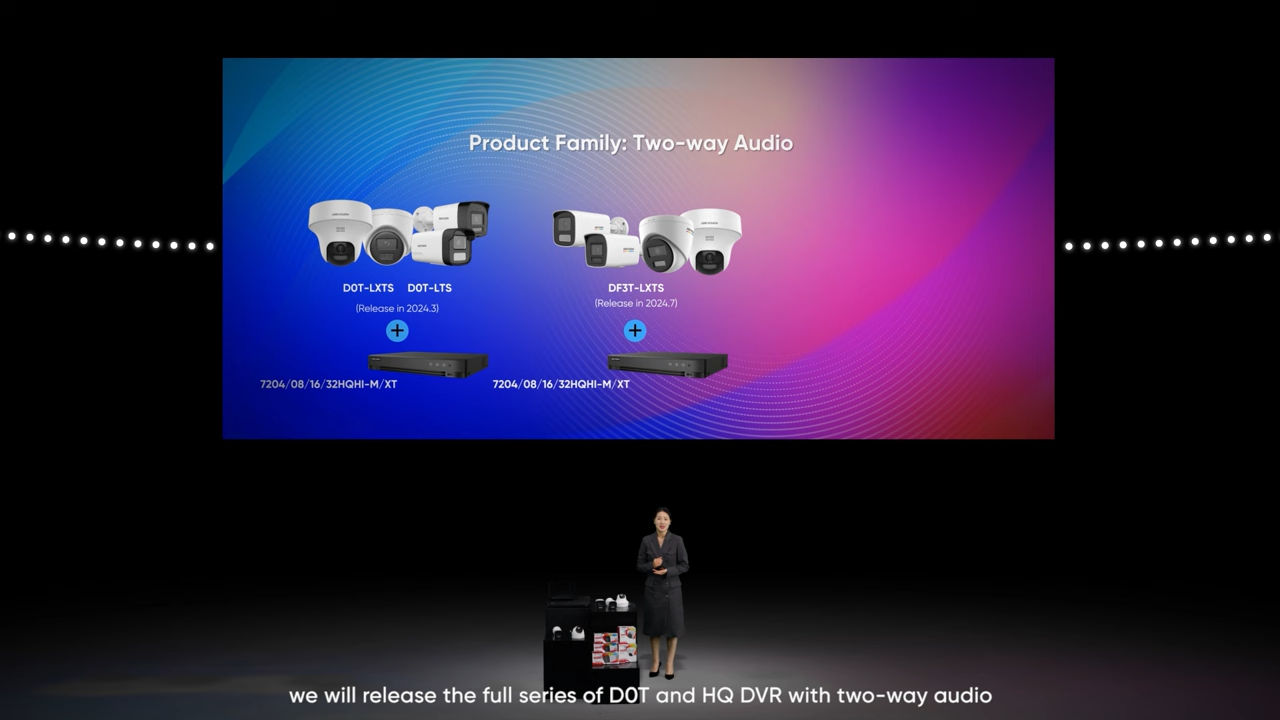 Product Family: Two-way Audio
D0T-LXTS D0T-LTS
(Release in 2024.3)
DF3T-LXTS
(Release in 2024.7)
7204/08/16/32HQHI-M/XT
7204/08/16/32HQHI-M/XT
we will release the full series of D0T and HQ DVR with two-way audio